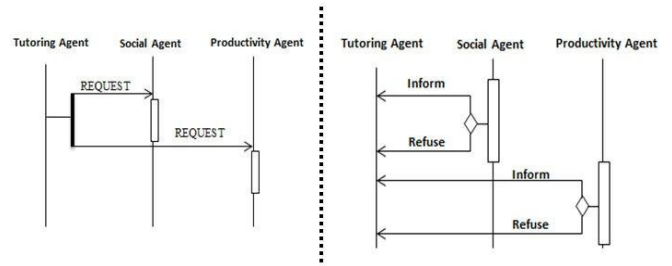 Tutoring Agent Social Agent Productivity Agent
REQUEST
REQUEST
Tutoring Agent Social Agent Productivity Agent
Inform
Refuse
Inform
Refuse